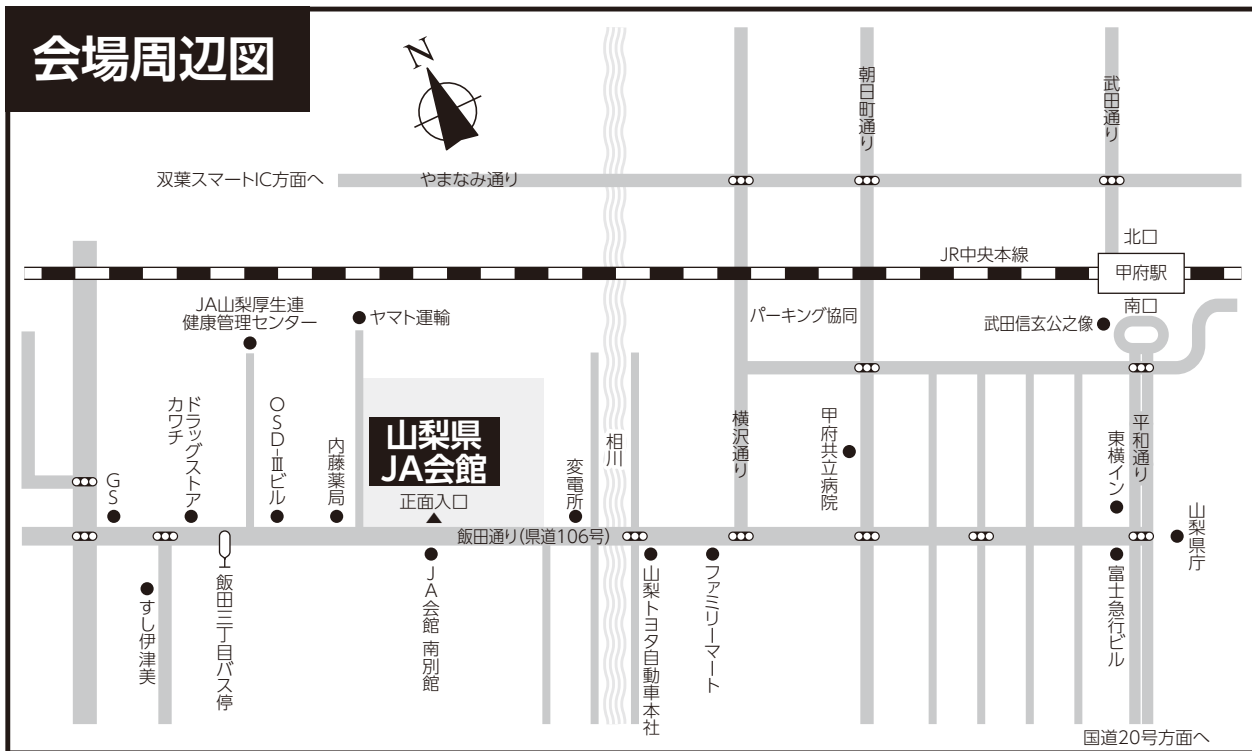 会場周辺図
N
朝日町通り
武田通り
双葉スマートIC方面へ
やまなみ通り
北口
JR中央本線
甲府駅
南口
JA山梨厚生連
健康管理センター
ヤマト運輸
パーキング協同
武田信玄公之像
GS
ドラッグストア
カワチ
OSD-Ⅲビル
内藤薬局
山梨県
JA会館
正面入口
変電所
相川
横沢通り
甲府共立病院
東横イン
平和通り
山梨県庁
飯田通り(県道106号)
すし伊津美
飯田三丁目バス停
JA会館 南別館
山梨トヨタ自動車本社
ファミリーマート
富士急行ビル
国道20号方面へ